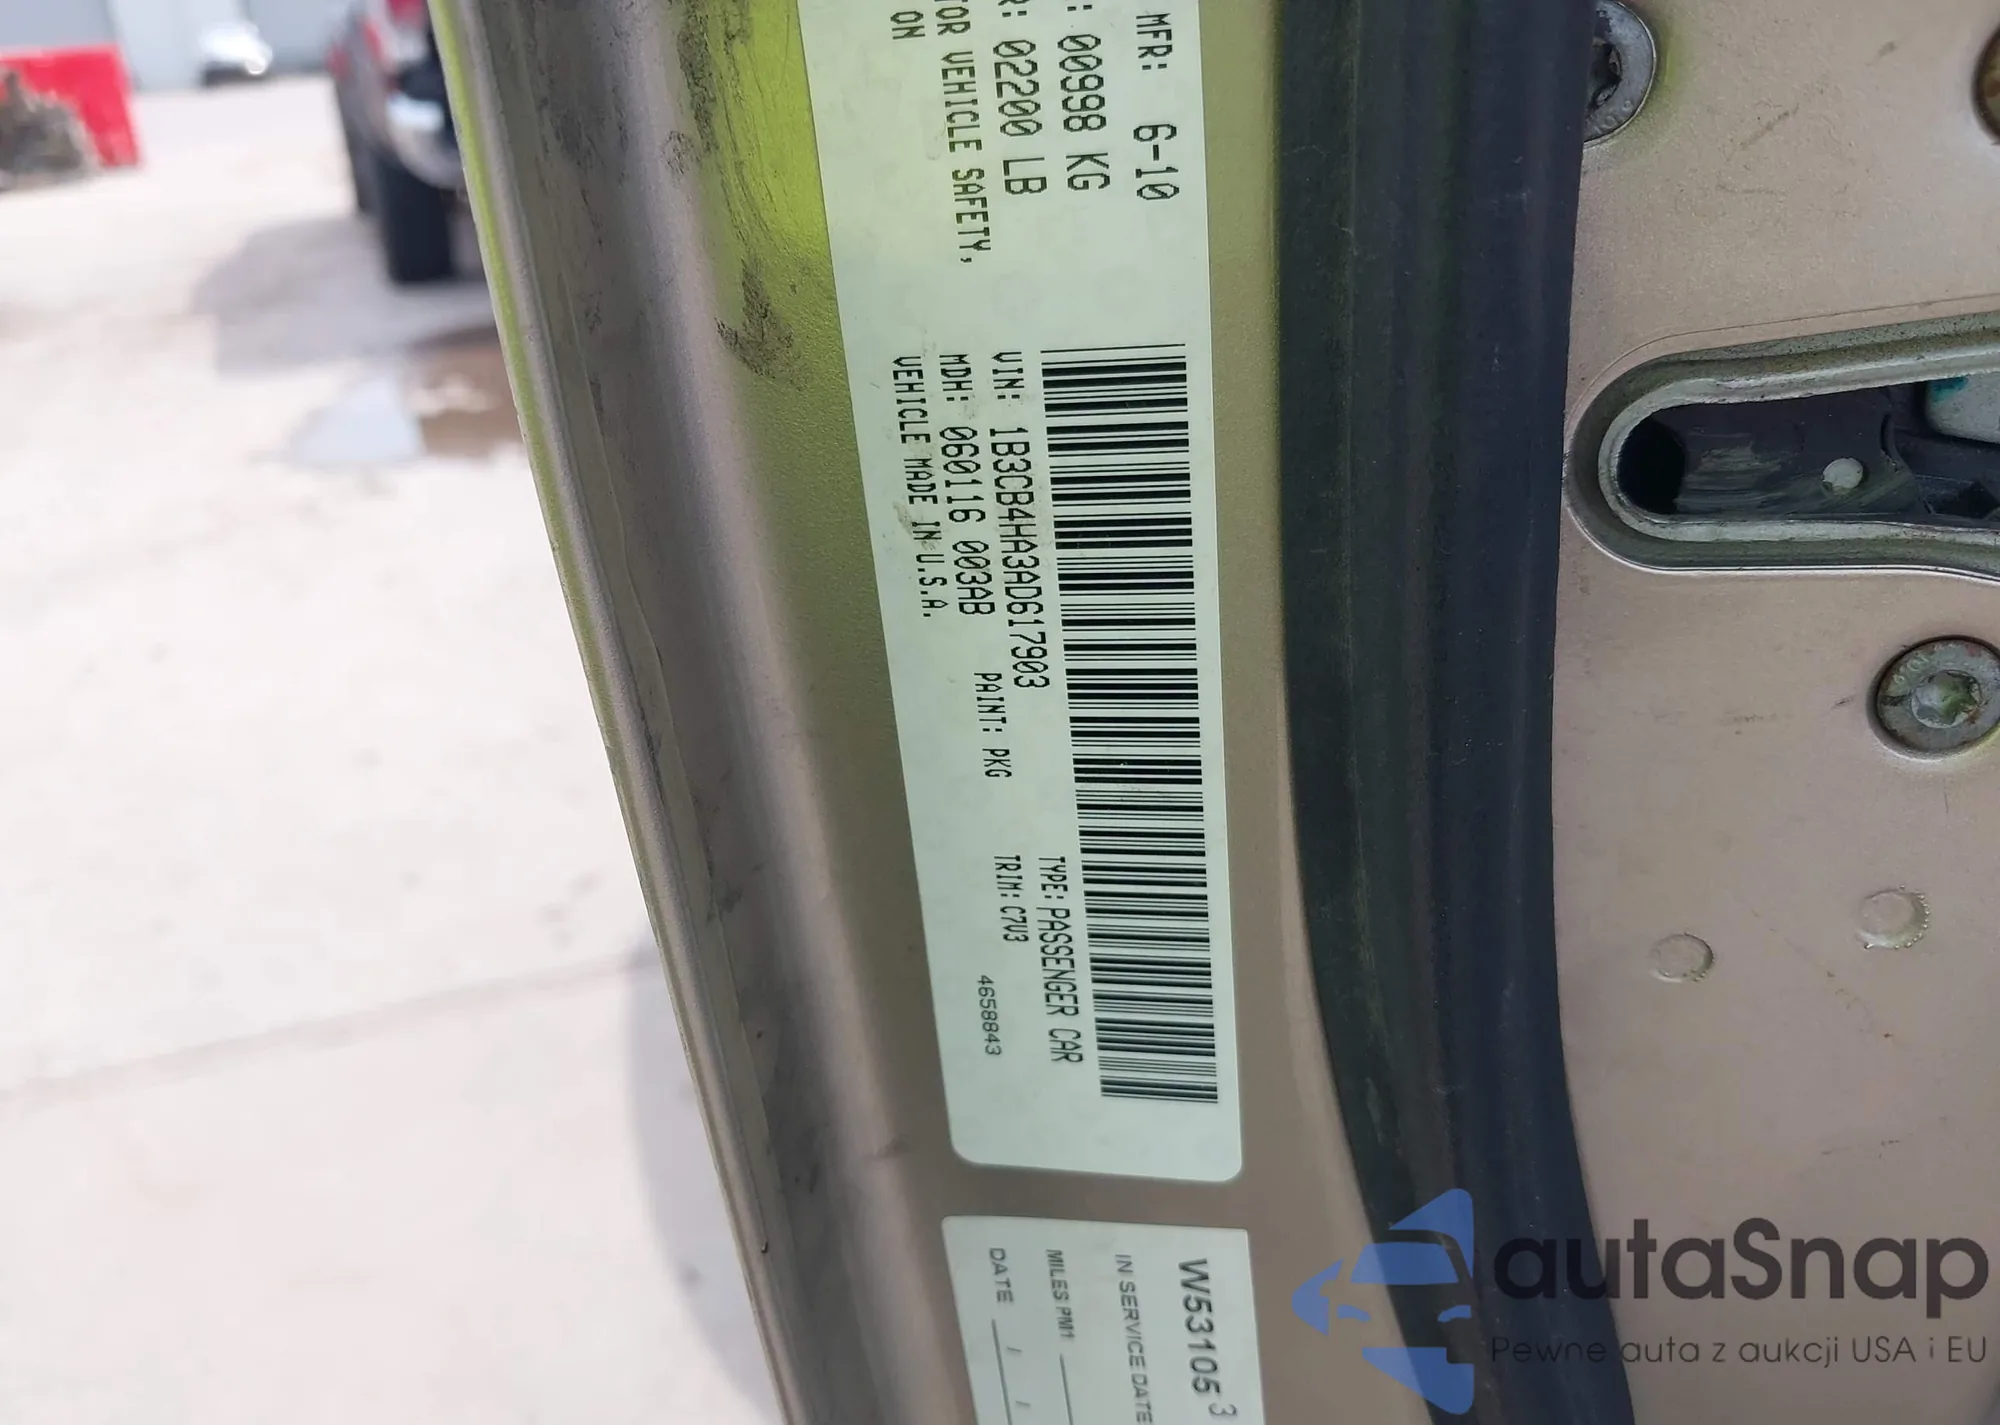 MFR: 6-10
: 00998 KG
R: 02200 LB
TOR VEHICLE SAFETY,
ON
VIN: 1B3CB4HA3AD617903
TYPE: PASSENGER CAR
MDH: 060116 003AB
PAINT: PKG
TRIM: C7V3
VEHICLE MADE IN U.S.A.
4658843
W53105 3
IN SERVICE DATE
MILES PM1
DATE / /
autaSnap
Pewne auta z aukcji USA i EU